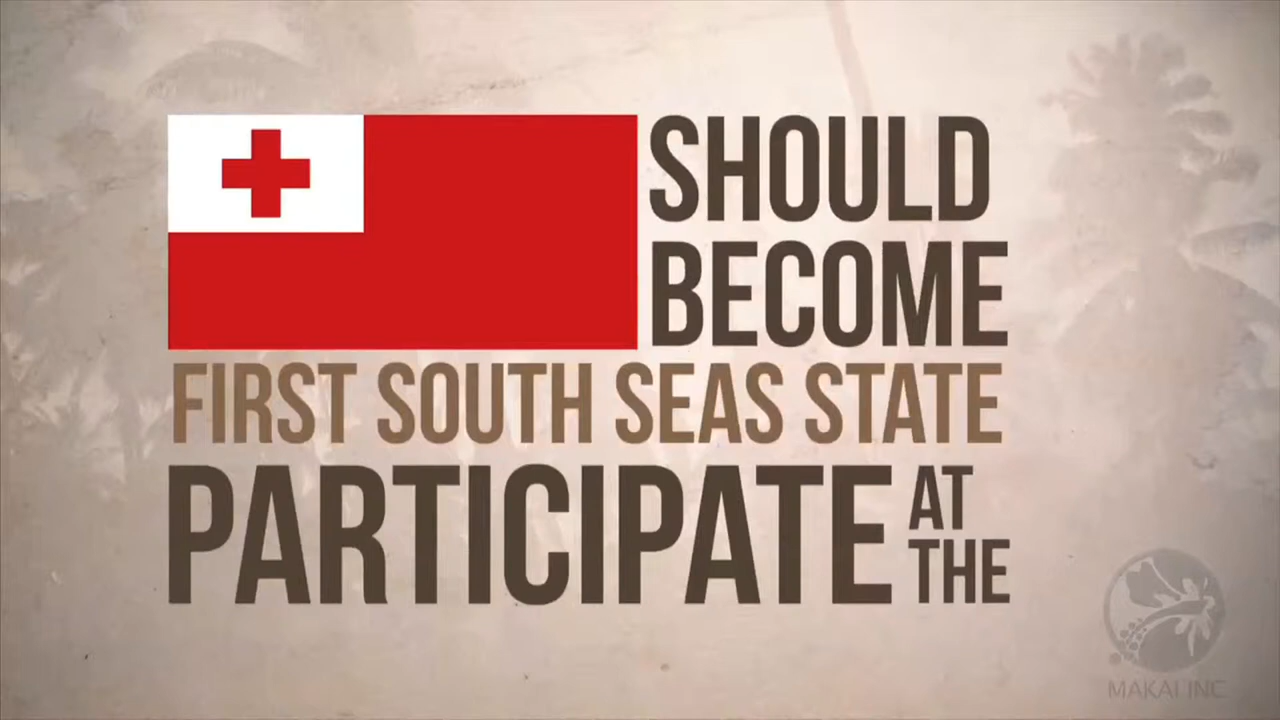 SHOULD
BECOME
FIRST SOUTH SEAS STATE
PARTICIPATE AT
THE
MAKAI INC